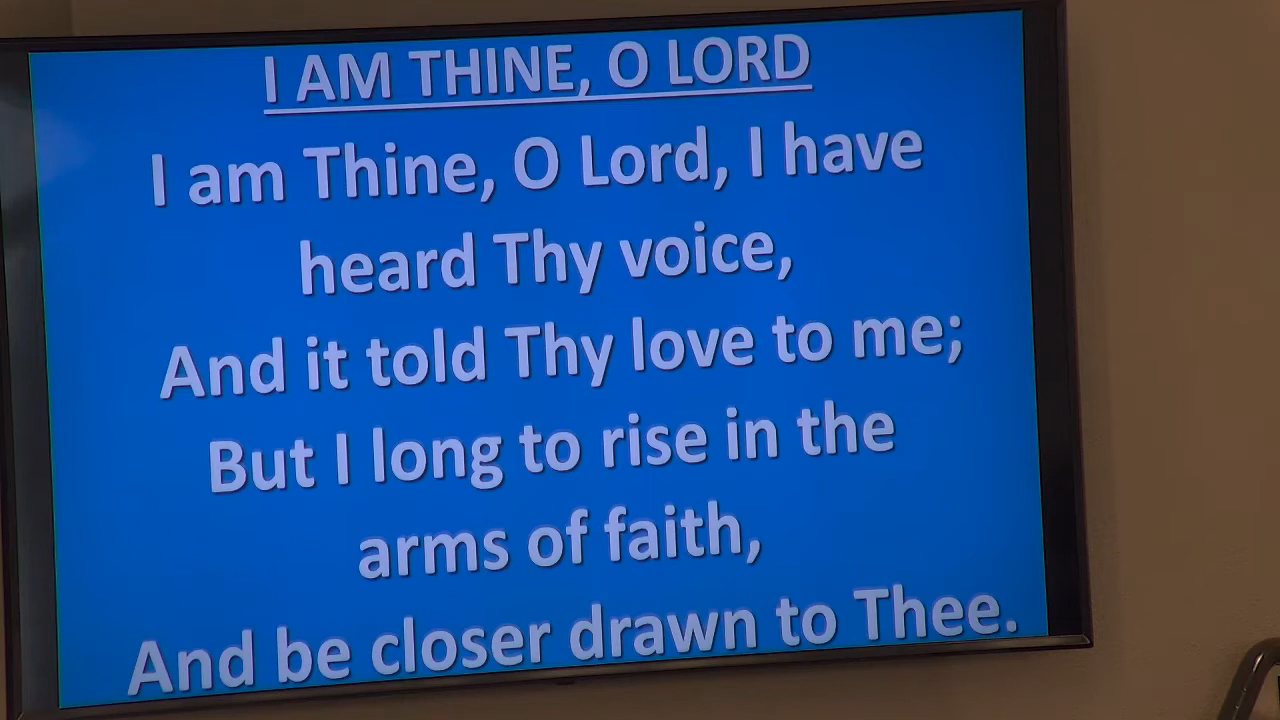 I AM THINE, O LORD
I am Thine, O Lord, I have
heard Thy voice,
And it told Thy love to me;
But I long to rise in the
arms of faith,
And be closer drawn to Thee.